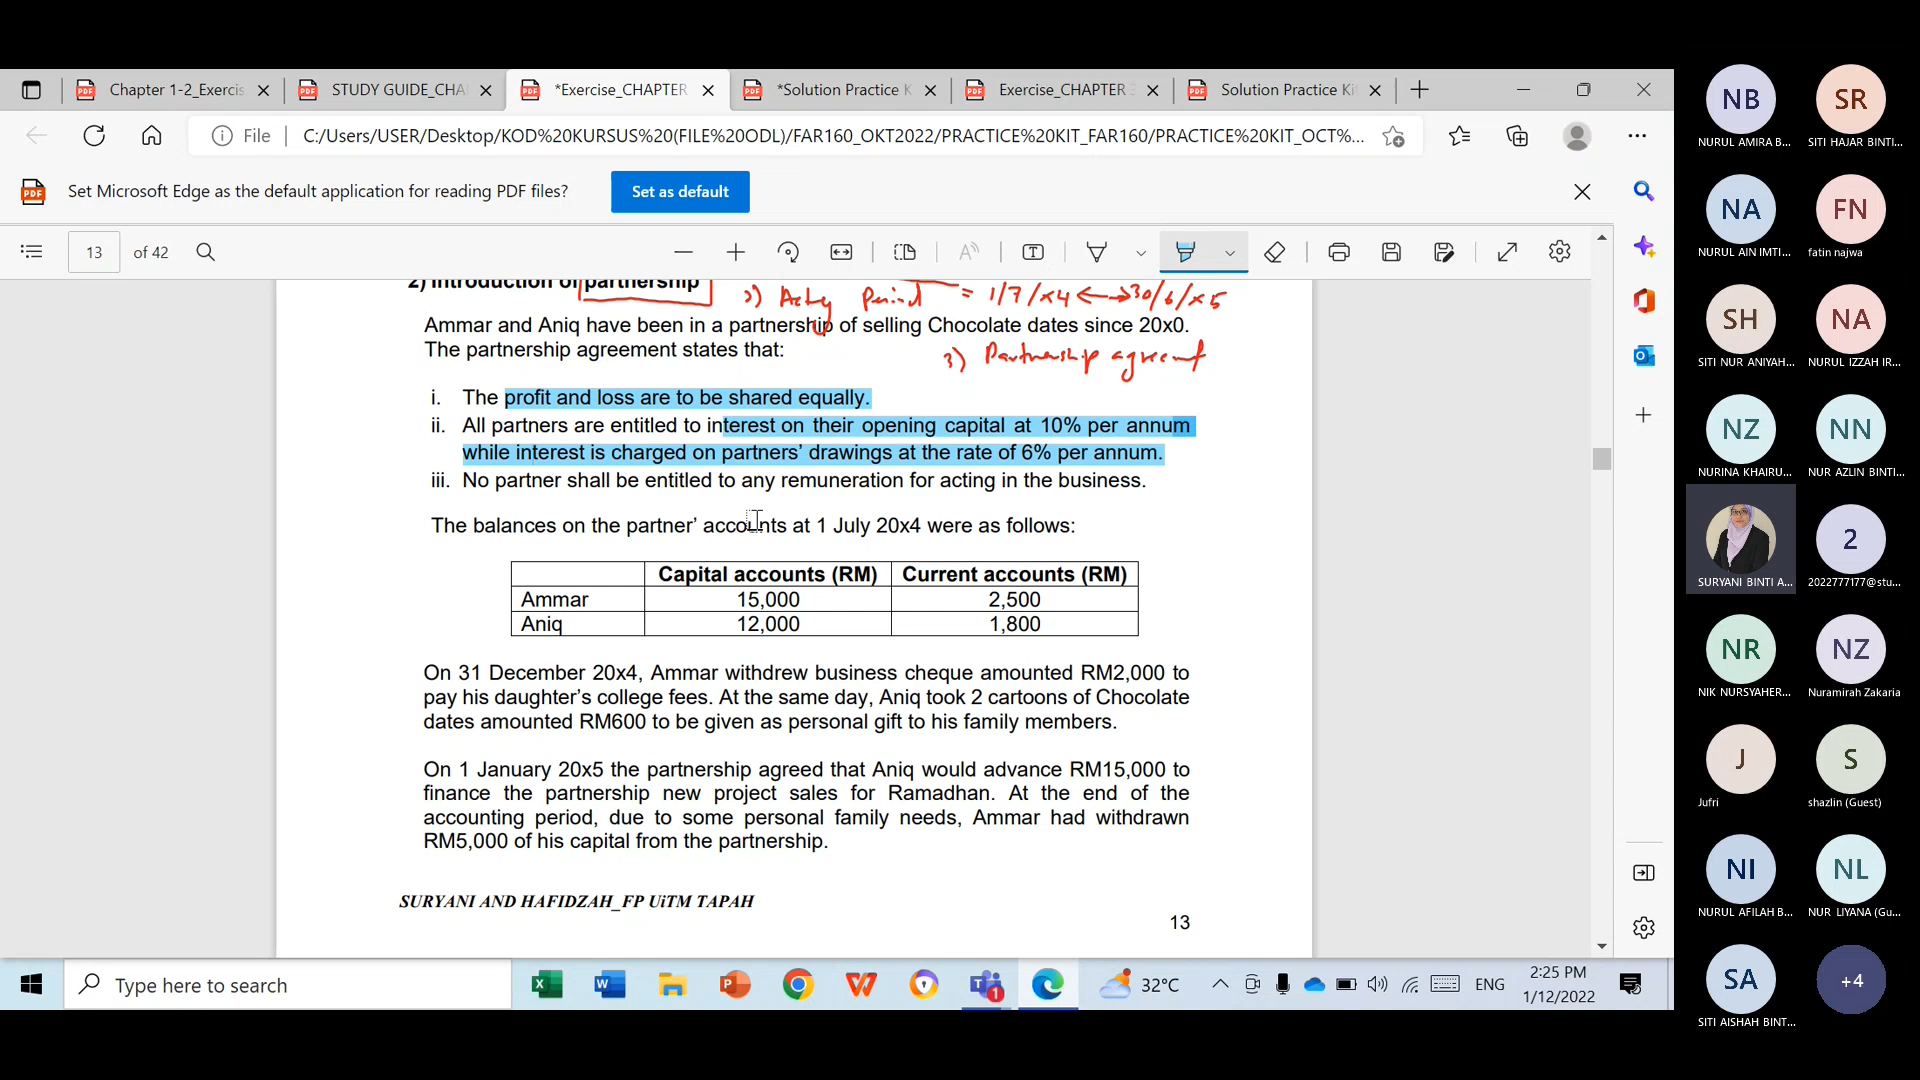 Chapter 1-2_Exercis
STUDY GUIDE_CHA
*Exercise_CHAPTER
*Solution Practice K
Exercise_CHAPTER 3
Solution Practice Ki
File
C:/Users/USER/Desktop/KOD%20KURSUS%20(FILE%20ODL)/FAR160_OKT2022/PRACTICE%20KIT_FAR160/PRACTICE%20KIT_OCT%...
Set Microsoft Edge as the default application for reading PDF files?
Set as default
13 of 42
2) Introduction of partnership
Period = 1/7/x4 ⟷ 30/6/x5
Ammar and Aniq have been in a partnership of selling Chocolate dates since 20x0.
The partnership agreement states that:
3) Partnership agreement
i. The profit and loss are to be shared equally.
ii. All partners are entitled to interest on their opening capital at 10% per annum
while interest is charged on partners’ drawings at the rate of 6% per annum.
iii. No partner shall be entitled to any remuneration for acting in the business.
The balances on the partner’ accounts at 1 July 20x4 were as follows:
Capital accounts (RM) Current accounts (RM)
Ammar 15,000 2,500
Aniq 12,000 1,800
On 31 December 20x4, Ammar withdrew business cheque amounted RM2,000 to
pay his daughter’s college fees. At the same day, Aniq took 2 cartoons of Chocolate
dates amounted RM600 to be given as personal gift to his family members.
On 1 January 20x5 the partnership agreed that Aniq would advance RM15,000 to
finance the partnership new project sales for Ramadhan. At the end of the
accounting period, due to some personal family needs, Ammar had withdrawn
RM5,000 of his capital from the partnership.
SURYANI AND HAFIDZAH_FP UiTM TAPAH
13
Type here to search
1
32°C
ENG
2:25 PM
1/12/2022
NB SR
NURUL AMIRA B... SITI HAJAR BINTI...
NA FN
NURUL AIN IMTI... fatin najwa
SH NA
SITI NUR ANIYAH... NURUL IZZAH IR...
NZ NN
NURINA KHAIRU... NUR AZLIN BINTI...
2
SURYANI BINTI A... 2022777177@stu...
NR NZ
NIK NURSYAHER... Nuramirah Zakaria
J S
Jufri shazlin (Guest)
NI NL
NURUL AFILAH B... NUR LIYANA (Gu...
SA +4
SITI AISHAH BINT...